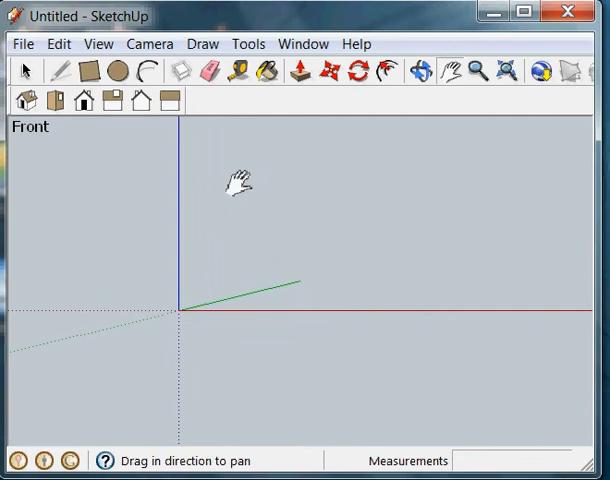 Untitled - SketchUp
File Edit View Camera Draw Tools Window Help
Front
Drag in direction to pan Measurements